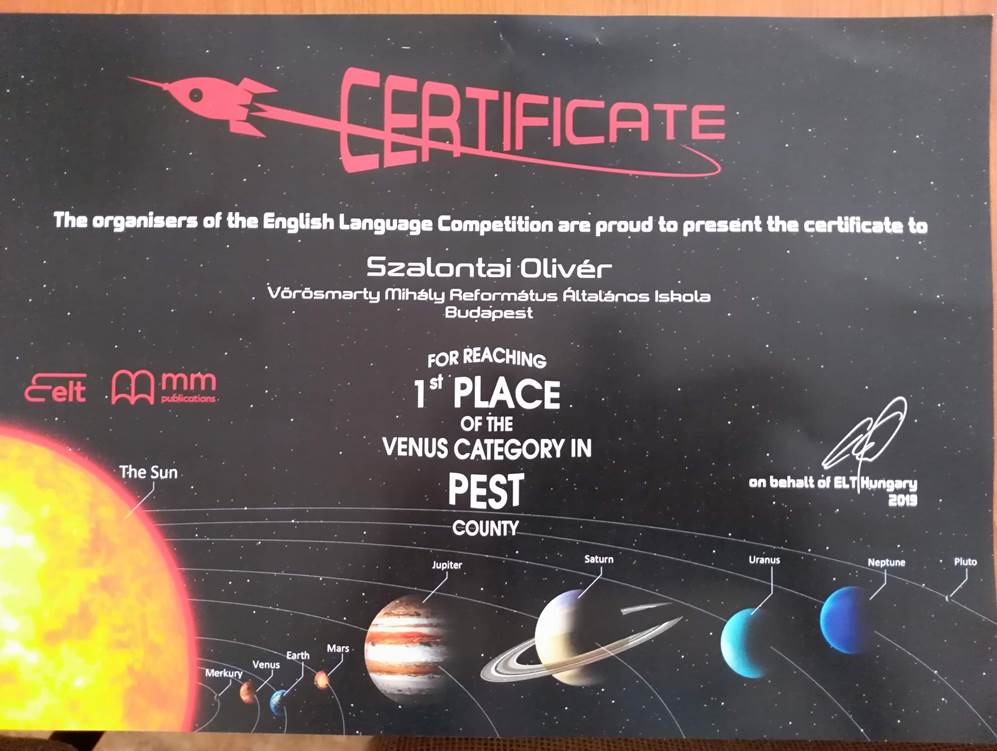 CERTIFICATE
The organisers of the English Language Competition are proud to present the certificate to
Szalontai Olivér
Vörösmarty Mihály Református Általános Iskola
Budapest
FOR REACHING
1st PLACE
OF THE
VENUS CATEGORY IN
PEST
COUNTY
elt
mm
publications
on behalf of ELT Hungary
2019
The Sun
Merkury
Venus
Earth
Mars
Jupiter
Saturn
Uranus
Neptune
Pluto